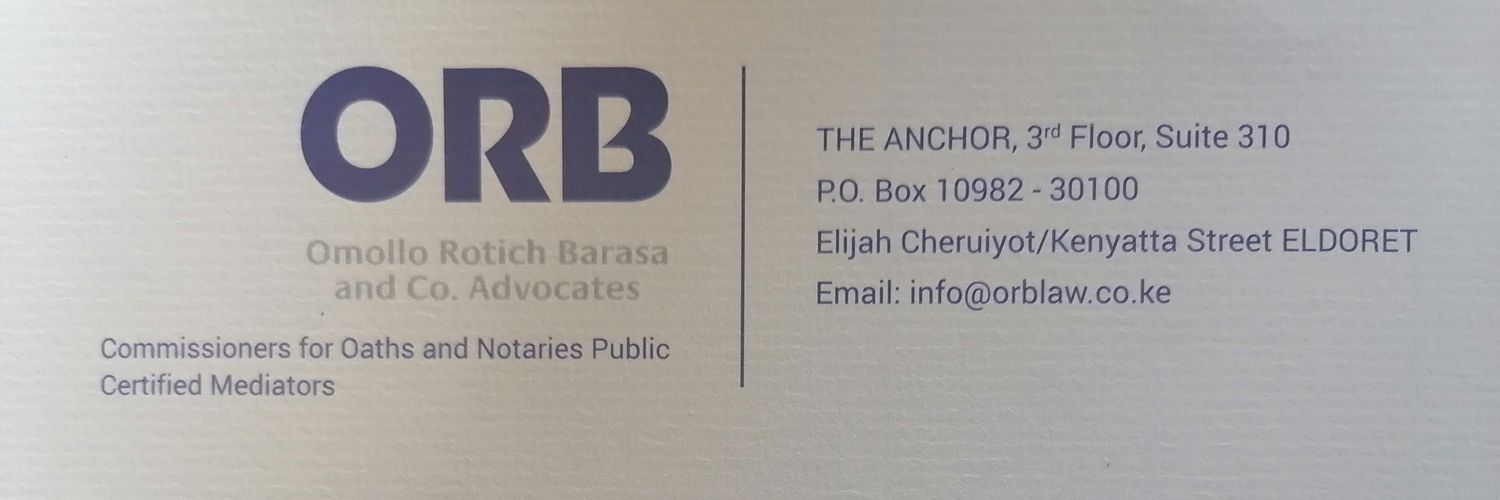 ORB
Omollo Rotich Barasa
and Co. Advocates
Commissioners for Oaths and Notaries Public
Certified Mediators
THE ANCHOR, 3rd Floor, Suite 310
P.O. Box 10982 - 30100
Elijah Cheruiyot/Kenyatta Street ELDORET
Email: info@orblaw.co.ke